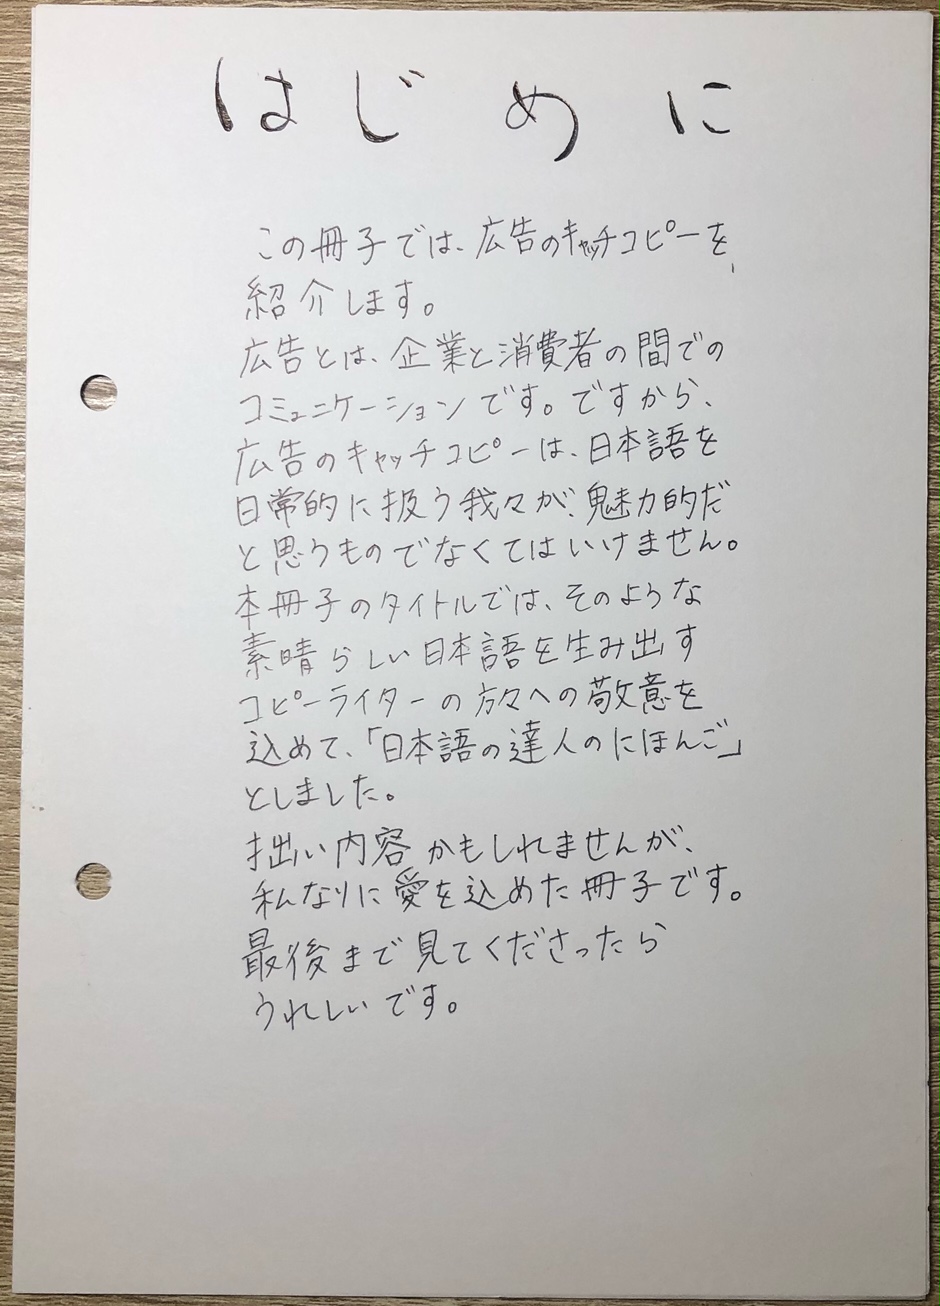 はじめに
この冊子では、広告のキャッチコピーを、
紹介します。
広告とは、企業と消費者の間での
コミュニケーションです。ですから、
広告のキャッチコピーは、日本語を
日常的に扱う我々が、魅力的だ
と思うものでなくてはいけません。
本冊子のタイトルでは、そのような
素晴らしい日本語を生み出す
コピーライターの方々への敬意を
込めて、「日本語の達人のにほんご」
としました。
拙い内容かもしれませんが、
私なりに愛を込めた冊子です。
最後まで見てくださったら
うれしいです。